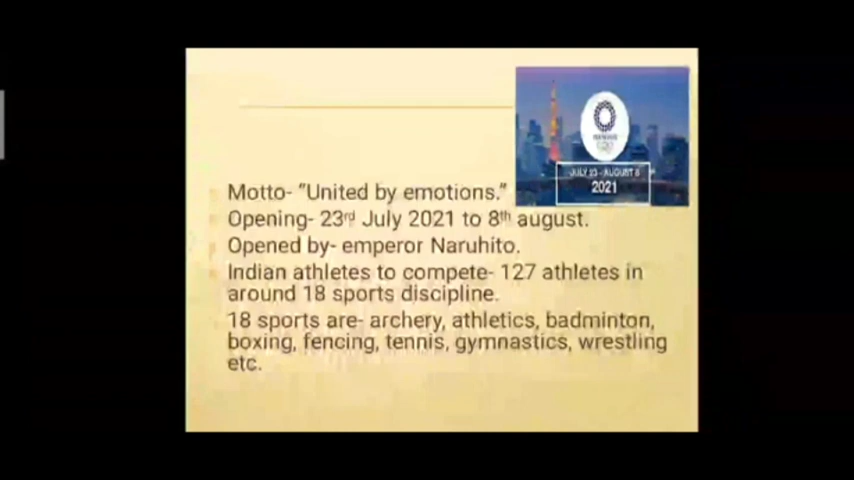 JULY 23 - AUGUST 8
2021
Motto- “United by emotions.”
Opening- 23rd July 2021 to 8th august.
Opened by- emperor Naruhito.
Indian athletes to compete- 127 athletes in
around 18 sports discipline.
18 sports are- archery, athletics, badminton,
boxing, fencing, tennis, gymnastics, wrestling
etc.